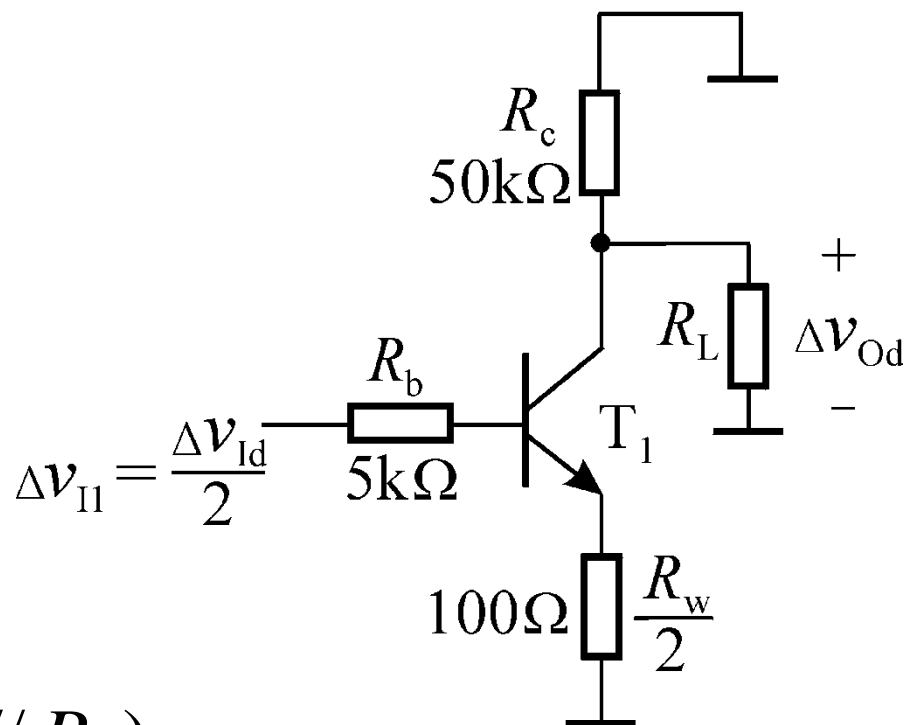 R_c
50kΩ
R_L
+
Δv_Od
−
R_b
5kΩ
T_1
Δv_I1 = Δv_Id / 2
100Ω
R_w / 2